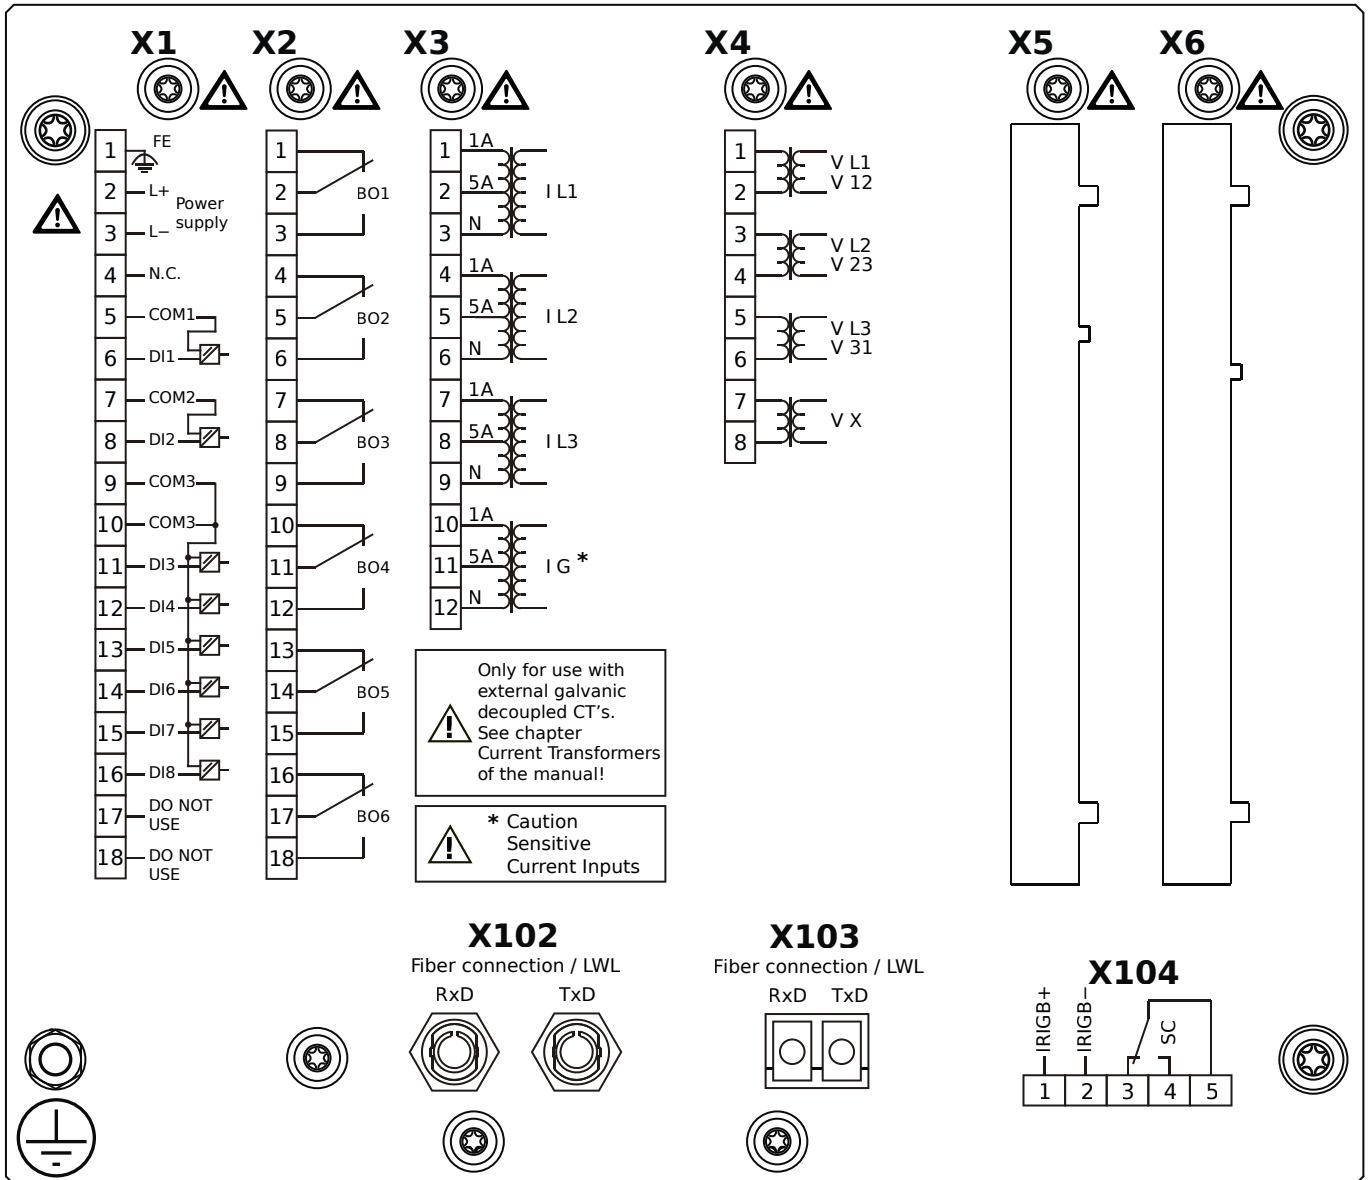 X1
X2
X3
X4
X5
X6
1
FE
2
L+
Power
supply
3
L−
4
N.C.
5
COM1
6
DI1
7
COM2
8
DI2
9
COM3
10
COM3
11
DI3
12
DI4
13
DI5
14
DI6
15
DI7
16
DI8
17
DO NOT
USE
18
DO NOT
USE
1
2
BO1
3
4
5
BO2
6
7
8
BO3
9
10
11
BO4
12
13
14
BO5
15
16
17
BO6
18
1
1A
2
5A
I L1
3
N
4
1A
5
5A
I L2
6
N
7
1A
8
5A
I L3
9
N
10
1A
11
5A
I G *
12
N
Only for use with
external galvanic
decoupled CT's.
See chapter
Current Transformers
of the manual!
* Caution
Sensitive
Current Inputs
1
V L1
2
V 12
3
V L2
4
V 23
5
V L3
6
V 31
7
V X
8
X102
Fiber connection / LWL
RxD TxD
X103
Fiber connection / LWL
RxD TxD
X104
IRIGB+
IRIGB−
SC
1 2 3 4 5